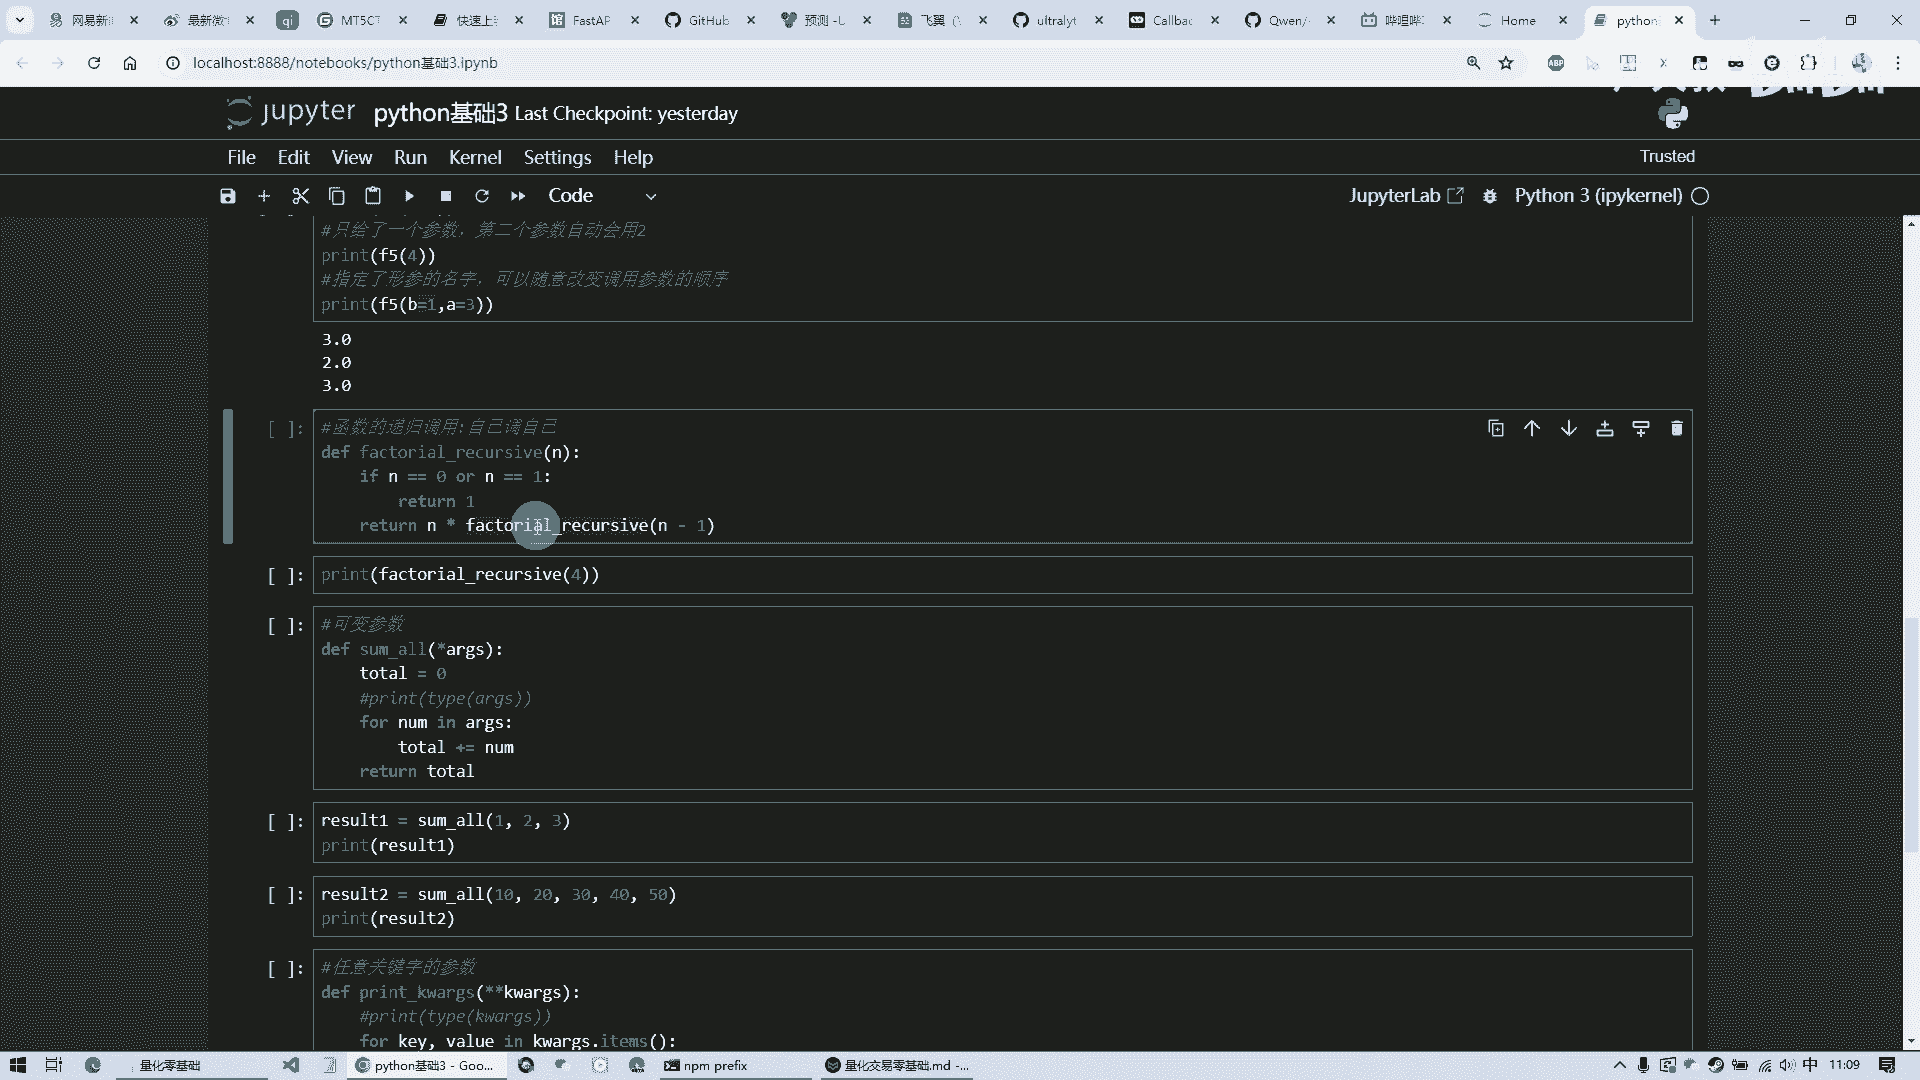 网易新
最新微
qi
MT5CT
快速上
FastAP
GitHub
预测 -U
飞翼
ultralyt
Callbac
Qwen/
哔哩哔
Home
python
localhost:8888/notebooks/python基础3.ipynb
ABP
jupyter python基础3 Last Checkpoint: yesterday
File Edit View Run Kernel Settings Help
Trusted
Code
JupyterLab Python 3 (ipykernel)
#只给了一个参数，第二个参数自动会用2
print(f5(4))
#指定了形参的名字，可以随意改变调用参数的顺序
print(f5(b=1,a=3))
3.0
2.0
3.0
[ ]: #函数的递归调用:自己调自己
def factorial_recursive(n):
    if n == 0 or n == 1:
        return 1
    return n * factorial_recursive(n - 1)
[ ]: print(factorial_recursive(4))
[ ]: #可变参数
def sum_all(*args):
    total = 0
    #print(type(args))
    for num in args:
        total += num
    return total
[ ]: result1 = sum_all(1, 2, 3)
print(result1)
[ ]: result2 = sum_all(10, 20, 30, 40, 50)
print(result2)
[ ]: #任意关键字的参数
def print_kwargs(**kwargs):
    #print(type(kwargs))
    for key, value in kwargs.items():
量化零基础
python基础3 - Goo...
npm prefix
量化交易零基础.md -...
中
11:09